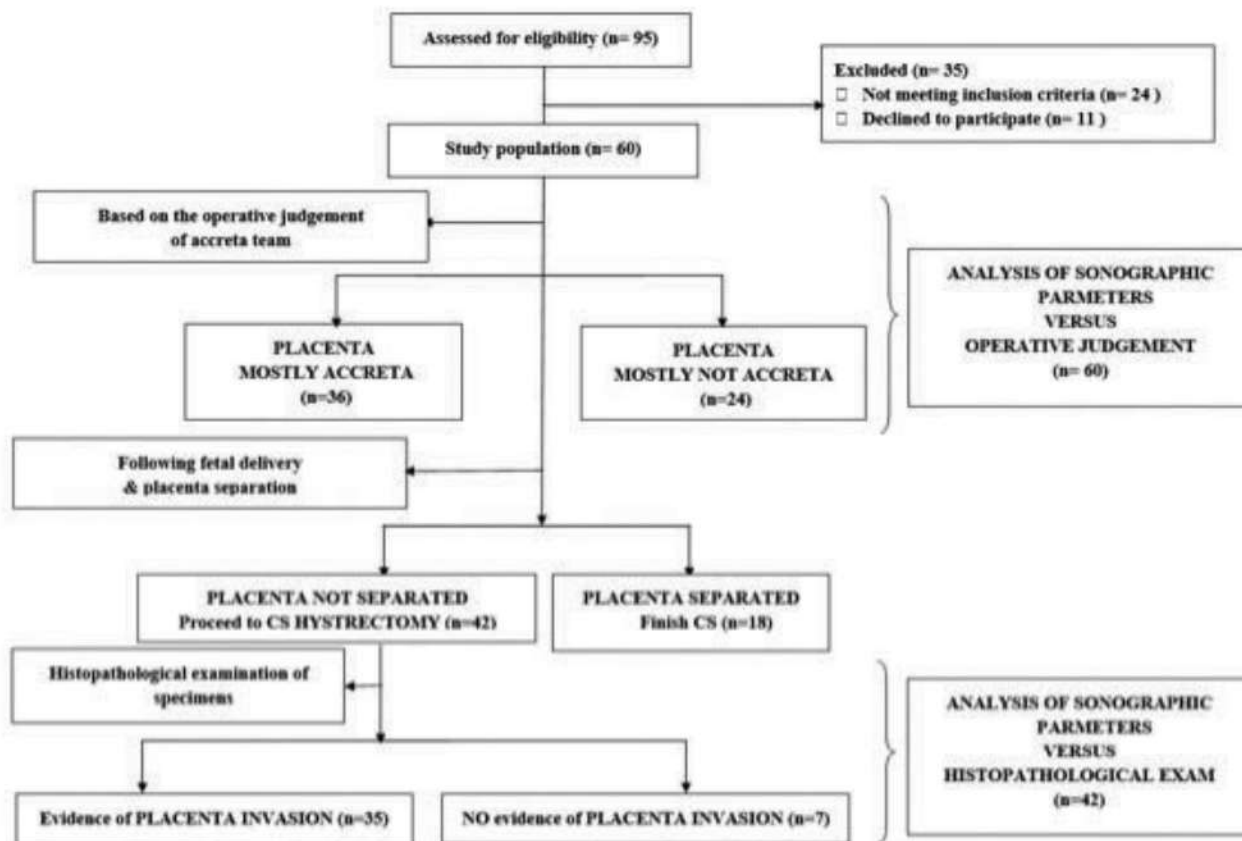 Assessed for eligibility (n= 95)
Excluded (n= 35)
☐ Not meeting inclusion criteria (n= 24 )
☐ Declined to participate (n= 11 )
Study population (n= 60)
Based on the operative judgement
of accreta team
PLACENTA
MOSTLY ACCRETA
(n=36)
PLACENTA
MOSTLY NOT ACCRETA
(n=24)
ANALYSIS OF SONOGRAPHIC
PARMETERS
VERSUS
OPERATIVE JUDGEMENT
(n= 60)
Following fetal delivery
& placenta separation
PLACENTA NOT SEPARATED
Proceed to CS HYSTRECTOMY (n=42)
PLACENTA SEPARATED
Finish CS (n=18)
Histopathological examination of
specimens
ANALYSIS OF SONOGRAPHIC
PARMETERS
VERSUS
HISTOPATHOLOGICAL EXAM
(n=42)
Evidence of PLACENTA INVASION (n=35)
NO evidence of PLACENTA INVASION (n=7)